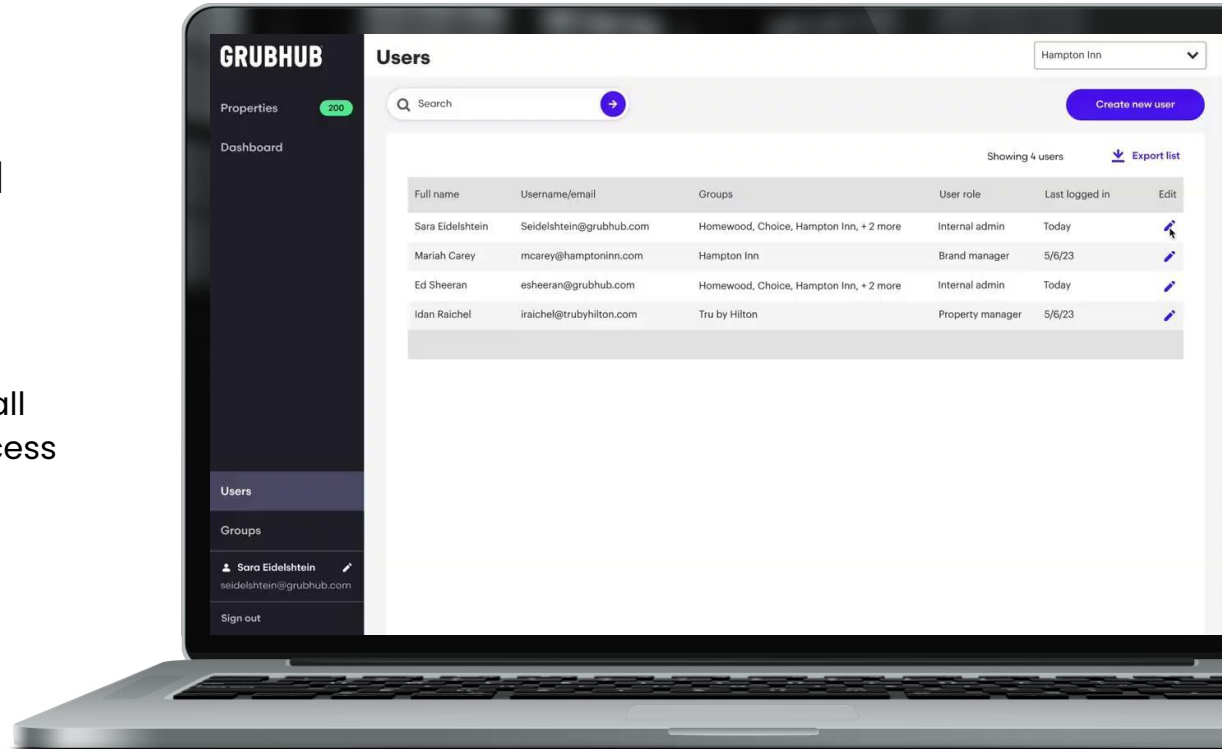 all
cess
GRUBHUB
Properties 200
Dashboard
Users
Groups
Sara Eidelshtein
seidelshtein@grubhub.com
Sign out
Users
Hampton Inn
Search
Create new user
Showing 4 users Export list
Full name Username/email Groups User role Last logged in Edit
Sara Eidelshtein Seidelshtein@grubhub.com Homewood, Choice, Hampton Inn, + 2 more Internal admin Today
Mariah Carey mcarey@hamptoninn.com Hampton Inn Brand manager 5/6/23
Ed Sheeran esheeran@grubhub.com Homewood, Choice, Hampton Inn, + 2 more Internal admin Today
Idan Raichel iraichel@trubyhilton.com Tru by Hilton Property manager 5/6/23